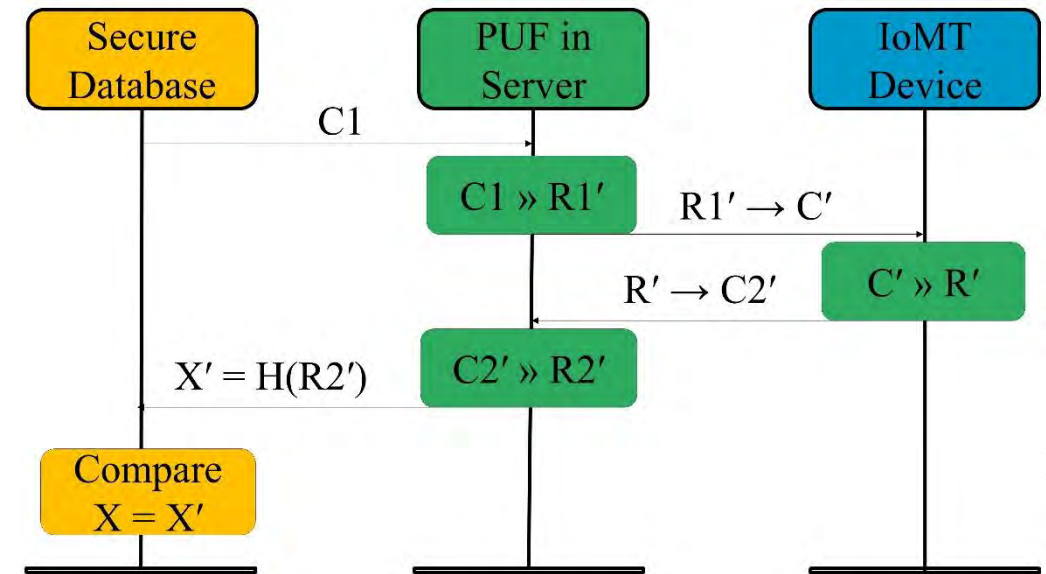 Secure
Database
PUF in
Server
IoMT
Device
C1
C1 » R1′
R1′ → C′
C′ » R′
R′ → C2′
C2′ » R2′
X′ = H(R2′)
Compare
X = X′